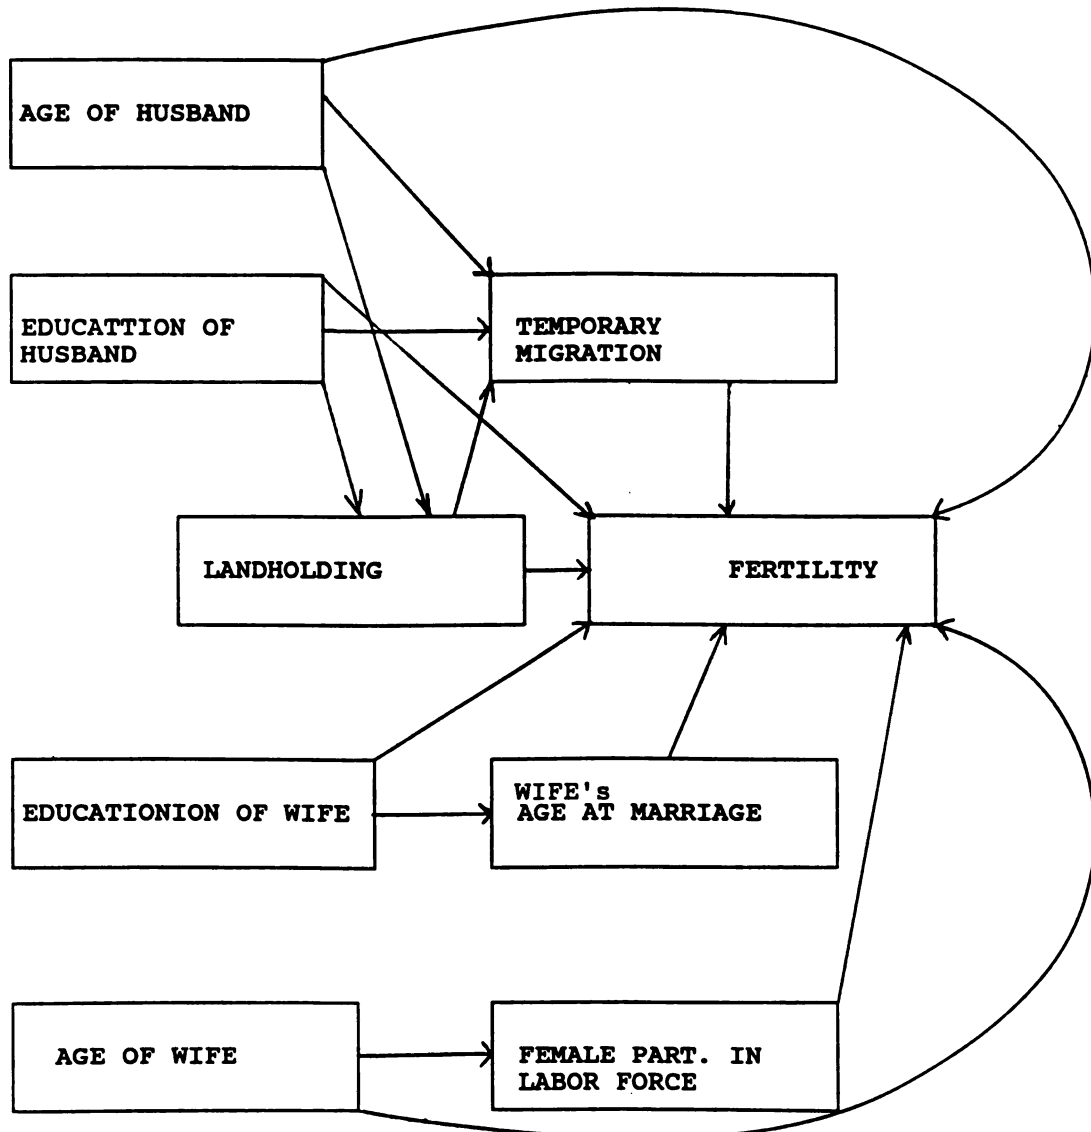 AGE OF HUSBAND
EDUCATTION OF
HUSBAND
TEMPORARY
MIGRATION
LANDHOLDING
FERTILITY
EDUCATIONION OF WIFE
WIFE's
AGE AT MARRIAGE
AGE OF WIFE
FEMALE PART. IN
LABOR FORCE